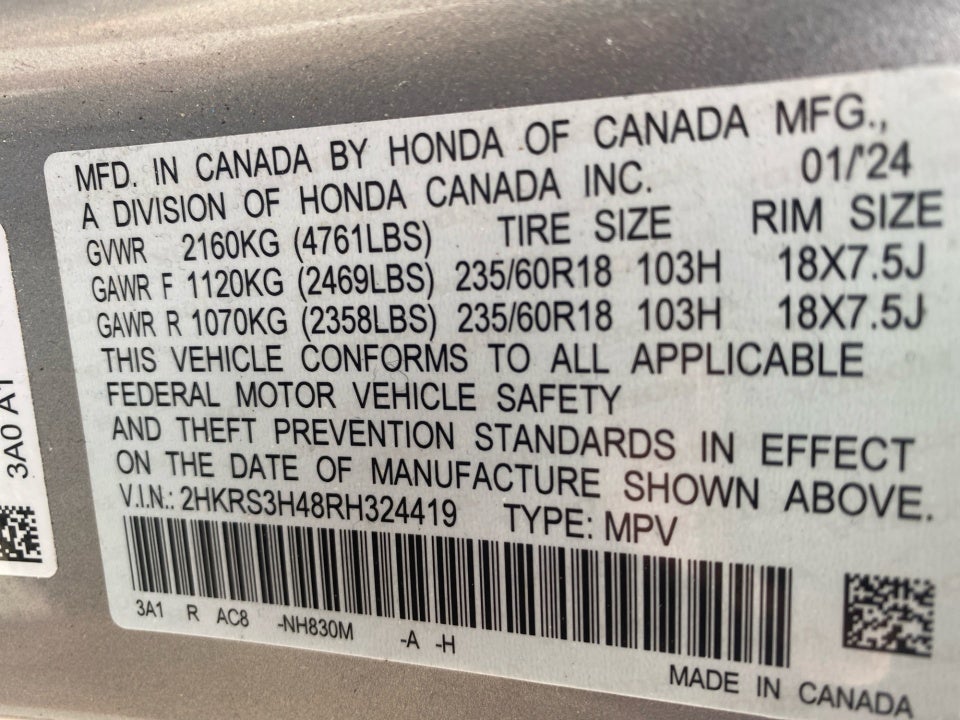 MFD. IN CANADA BY HONDA OF CANADA MFG.,
A DIVISION OF HONDA CANADA INC. 01/'24
GVWR 2160KG (4761LBS) TIRE SIZE RIM SIZE
GAWR F 1120KG (2469LBS) 235/60R18 103H 18X7.5J
GAWR R 1070KG (2358LBS) 235/60R18 103H 18X7.5J
THIS VEHICLE CONFORMS TO ALL APPLICABLE
FEDERAL MOTOR VEHICLE SAFETY
AND THEFT PREVENTION STANDARDS IN EFFECT
ON THE DATE OF MANUFACTURE SHOWN ABOVE.
V.I.N.: 2HKRS3H48RH324419 TYPE: MPV
3A1 R AC8 -NH830M -A -H
MADE IN CANADA
3A0 A1